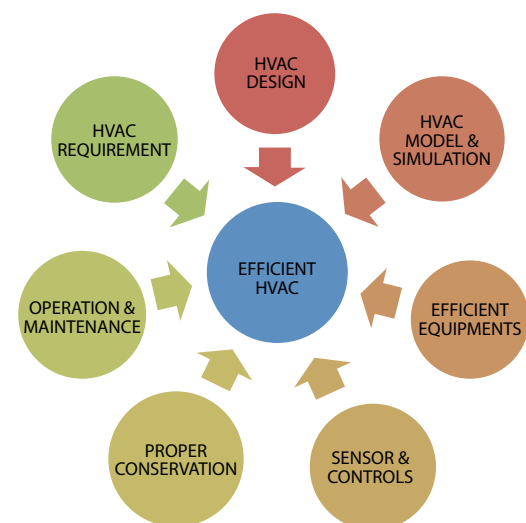 HVAC
DESIGN
HVAC
MODEL &
SIMULATION
EFFICIENT
EQUIPMENTS
SENSOR &
CONTROLS
PROPER
CONSERVATION
OPERATION &
MAINTENANCE
HVAC
REQUIREMENT
EFFICIENT
HVAC